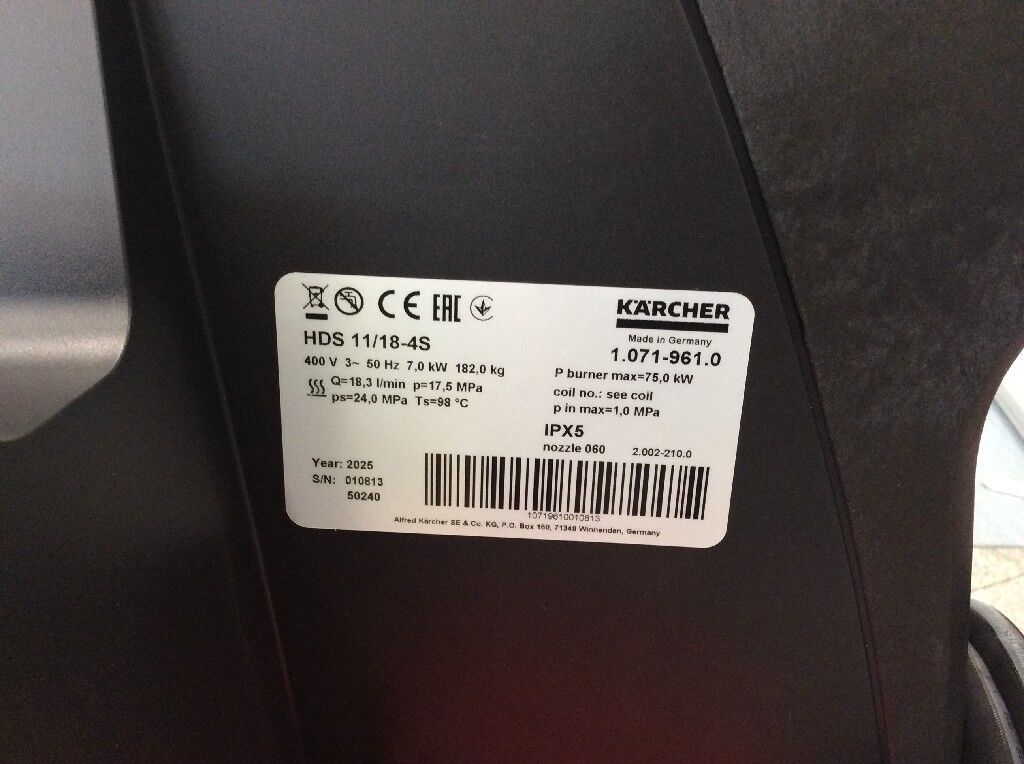 CE EAC
KÄRCHER
HDS 11/18-4S
Made in Germany
1.071-961.0
400 V 3~ 50 Hz 7,0 kW 182,0 kg
Q=18,3 l/min p=17,5 MPa
ps=24,0 MPa Ts=98 °C
P burner max=75,0 kW
coil no.: see coil
p in max=1,0 MPa
IPX5
nozzle 060 2.002-210.0
Year: 2025
S/N: 010813
50240
10719610010813
Alfred Kärcher SE & Co. KG, P.O. Box 160, 71349 Winnenden, Germany